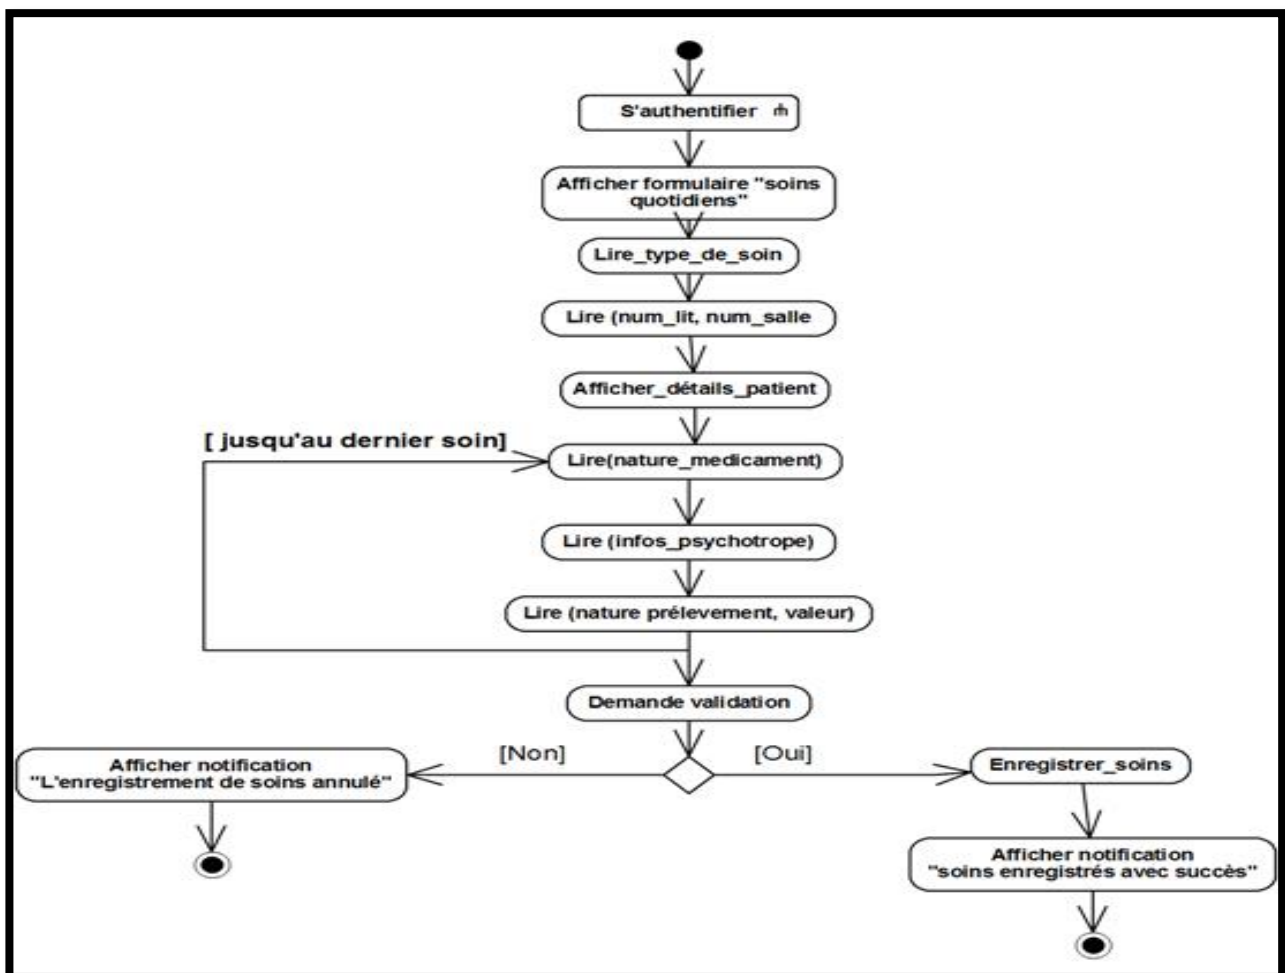 S'authentifier
Afficher formulaire "soins
quotidiens"
Lire_type_de_soin
Lire (num_lit, num_salle
Afficher_détails_patient
[ jusqu'au dernier soin]
Lire(nature_medicament)
Lire (infos_psychotrope)
Lire (nature prélevement, valeur)
Demande validation
[Non]
[Oui]
Afficher notification
"L'enregistrement de soins annulé"
Enregistrer_soins
Afficher notification
"soins enregistrés avec succès"